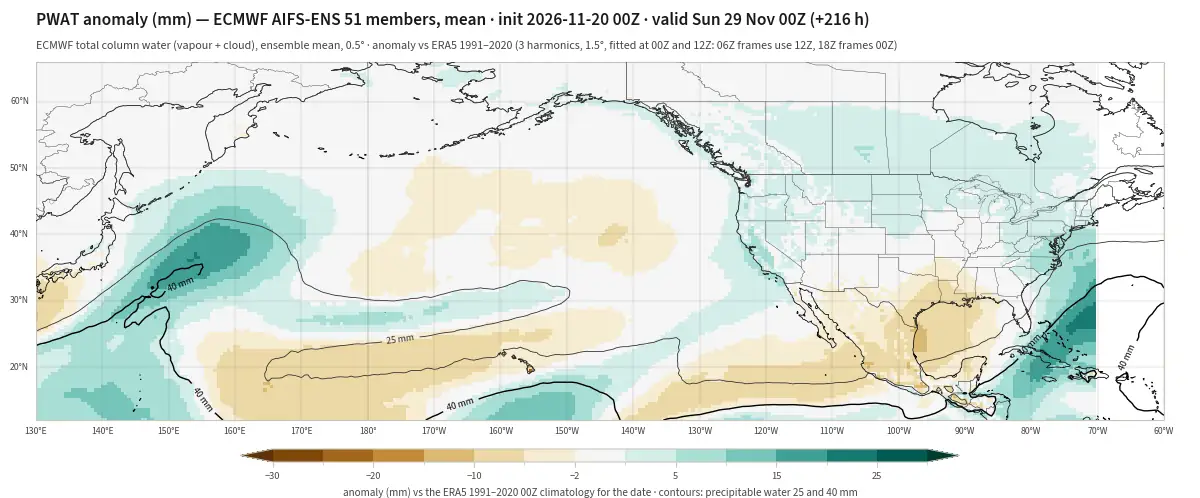 PWAT anomaly (mm) — ECMWF AIFS-ENS 51 members, mean · init 2026-11-20 00Z · valid Sun 29 Nov 00Z (+216 h)
ECMWF total column water (vapour + cloud), ensemble mean, 0.5° · anomaly vs ERA5 1991–2020 (3 harmonics, 1.5°, fitted at 00Z and 12Z: 06Z frames use 12Z, 18Z frames 00Z)
60°N
50°N
40°N
30°N
20°N
40 mm
25 mm
40 mm
40 mm
mm
40 mm
130°E 140°E 150°E 160°E 170°E 180° 170°W 160°W 150°W 140°W 130°W 120°W 110°W 100°W 90°W 80°W 70°W 60°W
−30 −20 −10 −2 5 15 25
anomaly (mm) vs the ERA5 1991–2020 00Z climatology for the date · contours: precipitable water 25 and 40 mm